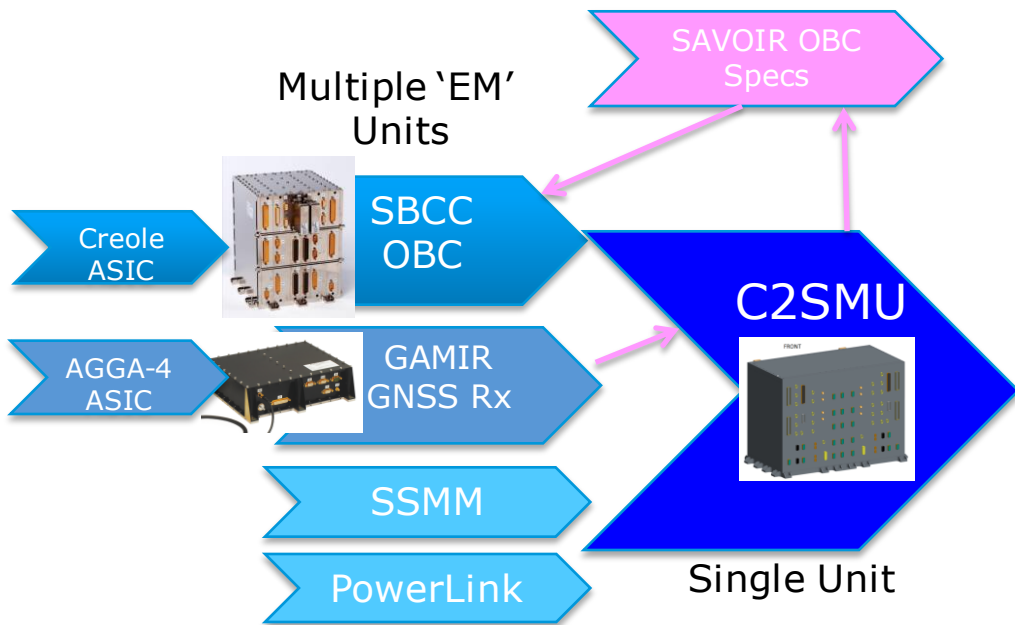 SAVOIR OBC
Specs
Multiple ‘EM’
Units
Creole
ASIC
SBCC
OBC
AGGA-4
ASIC
GAMIR
GNSS Rx
C2SMU
FRONT
SSMM
PowerLink
Single Unit